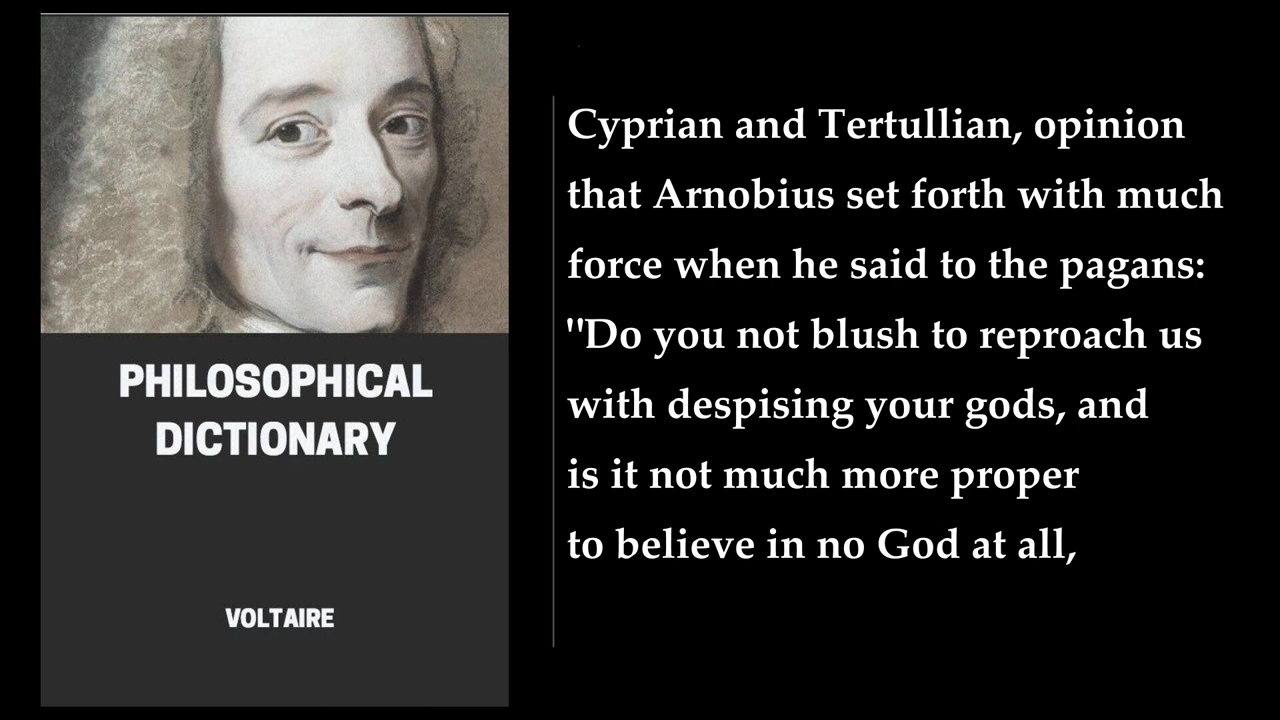 PHILOSOPHICAL
DICTIONARY
VOLTAIRE
Cyprian and Tertullian, opinion
that Arnobius set forth with much
force when he said to the pagans:
"Do you not blush to reproach us
with despising your gods, and
is it not much more proper
to believe in no God at all,